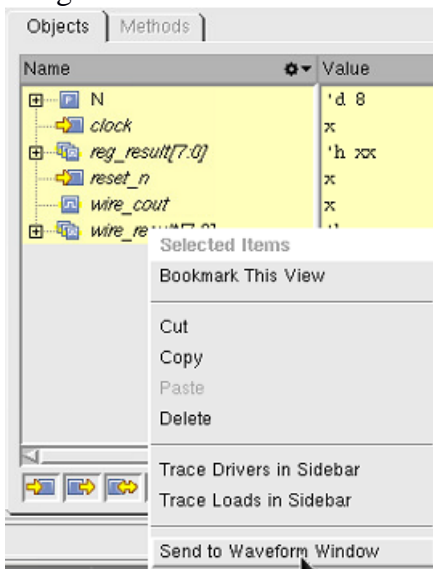 Objects Methods
Name Value
P N 'd 8
clock x
reg_result[7:0] 'h xx
reset_n x
wire_cout x
Selected Items
Bookmark This View
Cut
Copy
Paste
Delete
Trace Drivers in Sidebar
Trace Loads in Sidebar
Send to Waveform Window